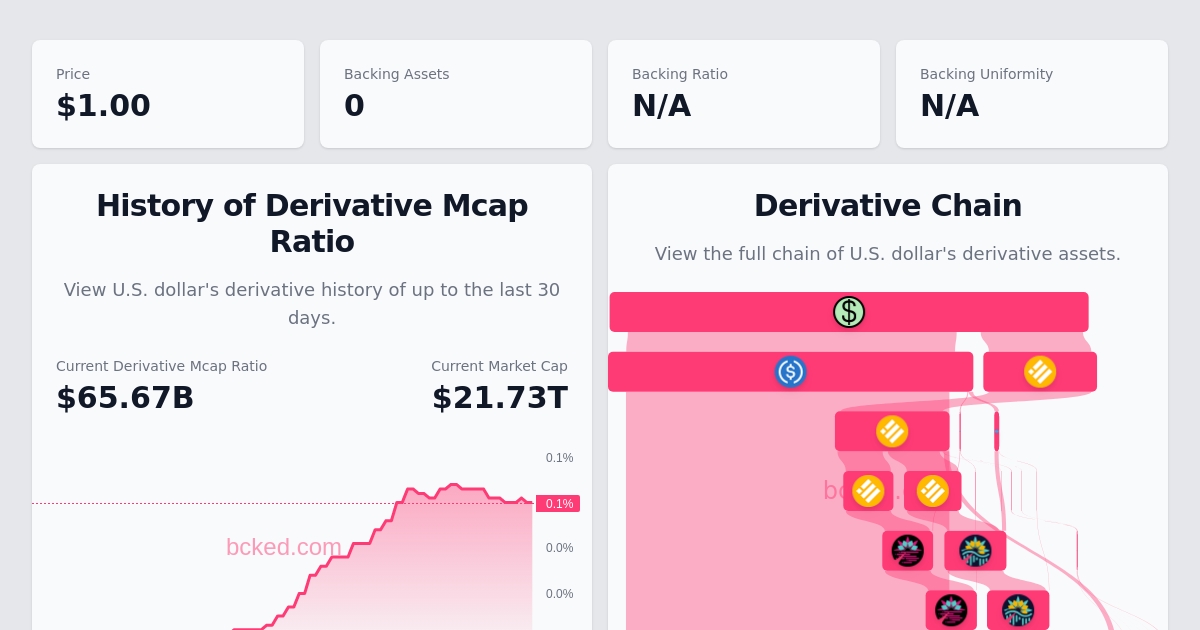 Price
$1.00
Backing Assets
0
Backing Ratio
N/A
Backing Uniformity
N/A
History of Derivative Mcap
Ratio
View U.S. dollar's derivative history of up to the last 30
days.
Current Derivative Mcap Ratio
$65.67B
Current Market Cap
$21.73T
0.1%
0.1%
0.0%
0.0%
bcked.com
Derivative Chain
View the full chain of U.S. dollar's derivative assets.
$
$